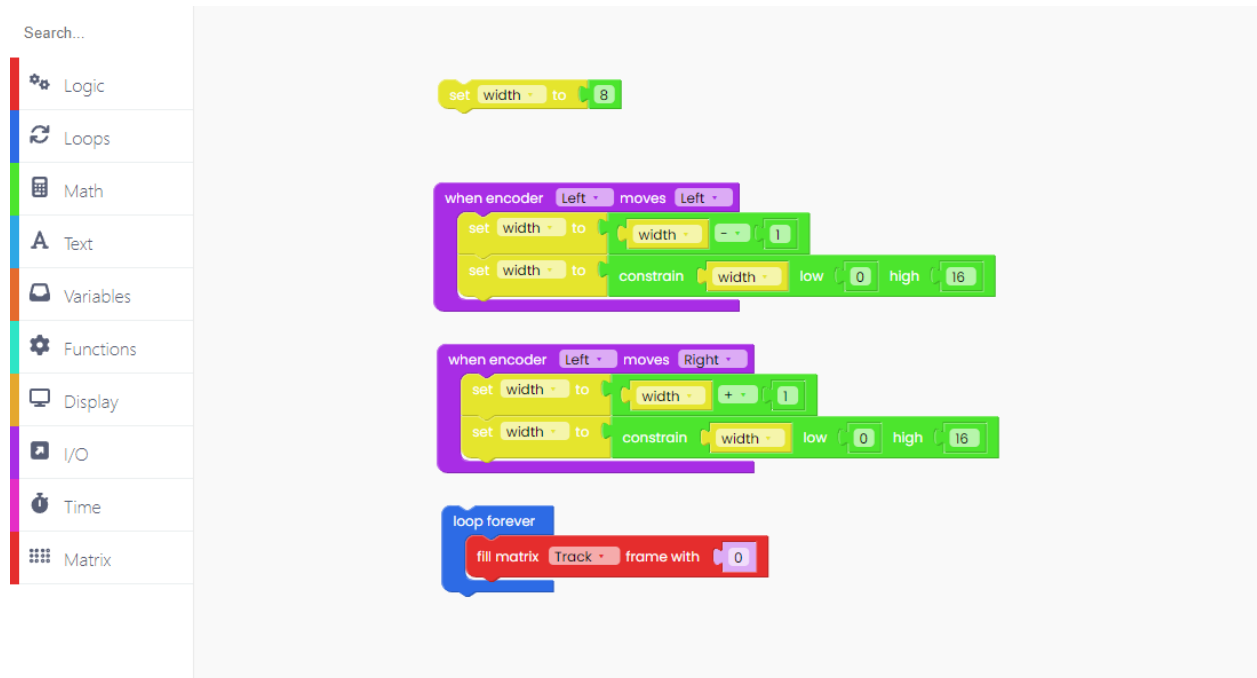 Search...
Logic
Loops
Math
Text
Variables
Functions
Display
I/O
Time
Matrix
set width to 8
when encoder Left moves Left
set width to width - 1
set width to constrain width low 0 high 16
when encoder Left moves Right
set width to width + 1
set width to constrain width low 0 high 16
loop forever
fill matrix Track frame with 0